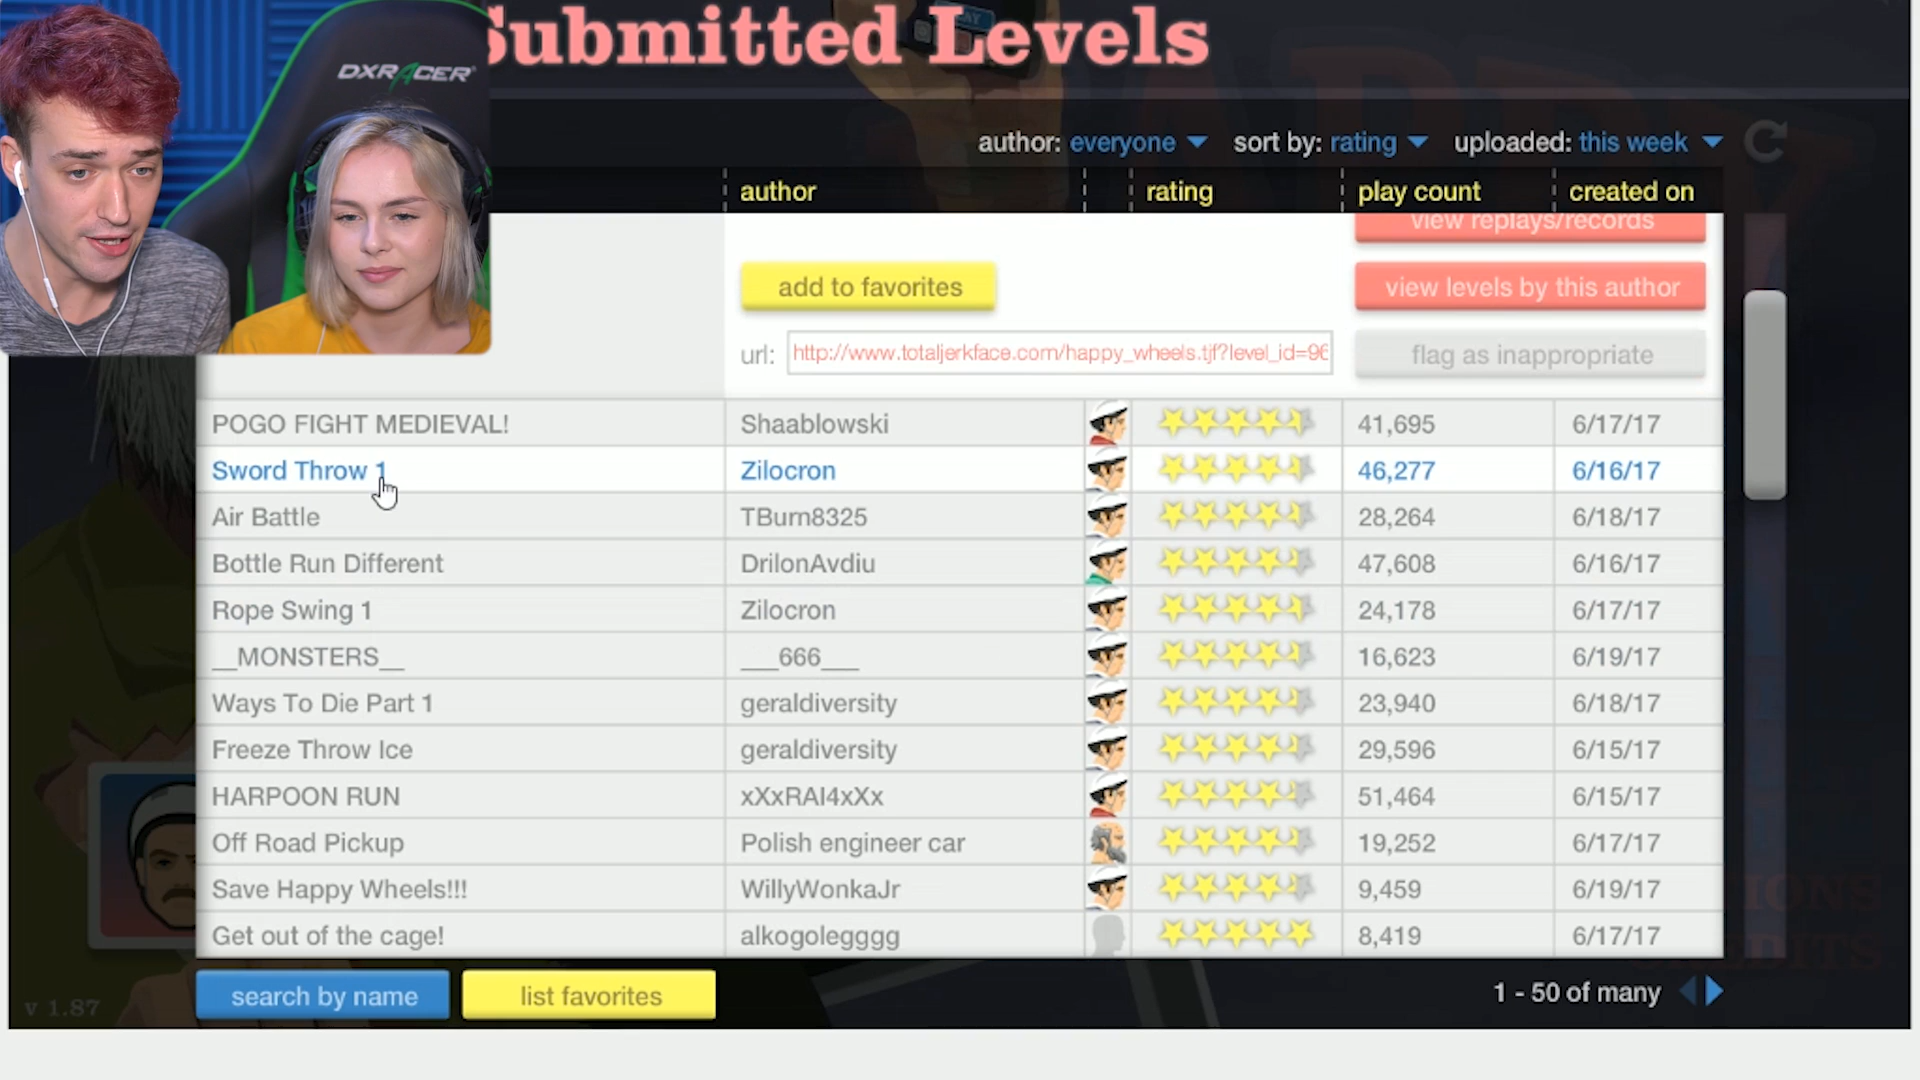 Submitted Levels
DXRACER
author: everyone sort by: rating uploaded: this week
author rating play count created on
view replays/records
add to favorites view levels by this author
url: http://www.totaljerkface.com/happy_wheels.tjf?level_id=96 flag as inappropriate
POGO FIGHT MEDIEVAL! Shaablowski 41,695 6/17/17
Sword Throw 1 Zilocron 46,277 6/16/17
Air Battle TBurn8325 28,264 6/18/17
Bottle Run Different DrilonAvdiu 47,608 6/16/17
Rope Swing 1 Zilocron 24,178 6/17/17
__MONSTERS__ ___666___ 16,623 6/19/17
Ways To Die Part 1 geraldiversity 23,940 6/18/17
Freeze Throw Ice geraldiversity 29,596 6/15/17
HARPOON RUN xXxRAI4xXx 51,464 6/15/17
Off Road Pickup Polish engineer car 19,252 6/17/17
Save Happy Wheels!!! WillyWonkaJr 9,459 6/19/17
Get out of the cage! alkogolegggg 8,419 6/17/17
search by name list favorites 1 - 50 of many
v 1.87